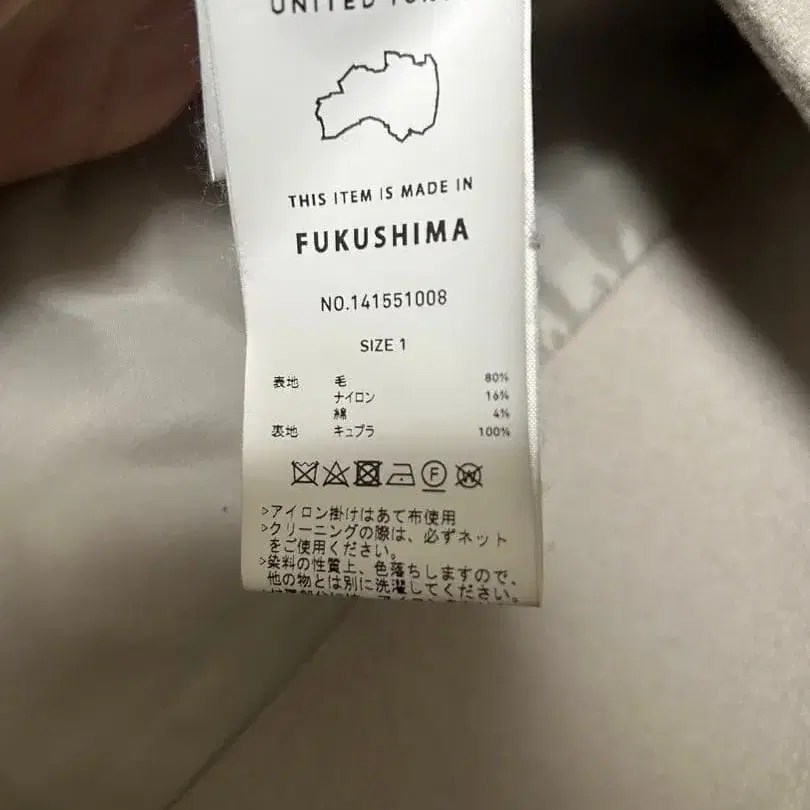 UNITED TOKYO
THIS ITEM IS MADE IN
FUKUSHIMA
NO.141551008
SIZE 1
表地 毛 80%
ナイロン 16%
綿 4%
裏地 キュプラ 100%
F
W
>アイロン掛けはあて布使用
>クリーニングの際は、必ずネット
をご使用ください。
>染料の性質上、色落ちしますので、
他の物とは別に洗濯してください。